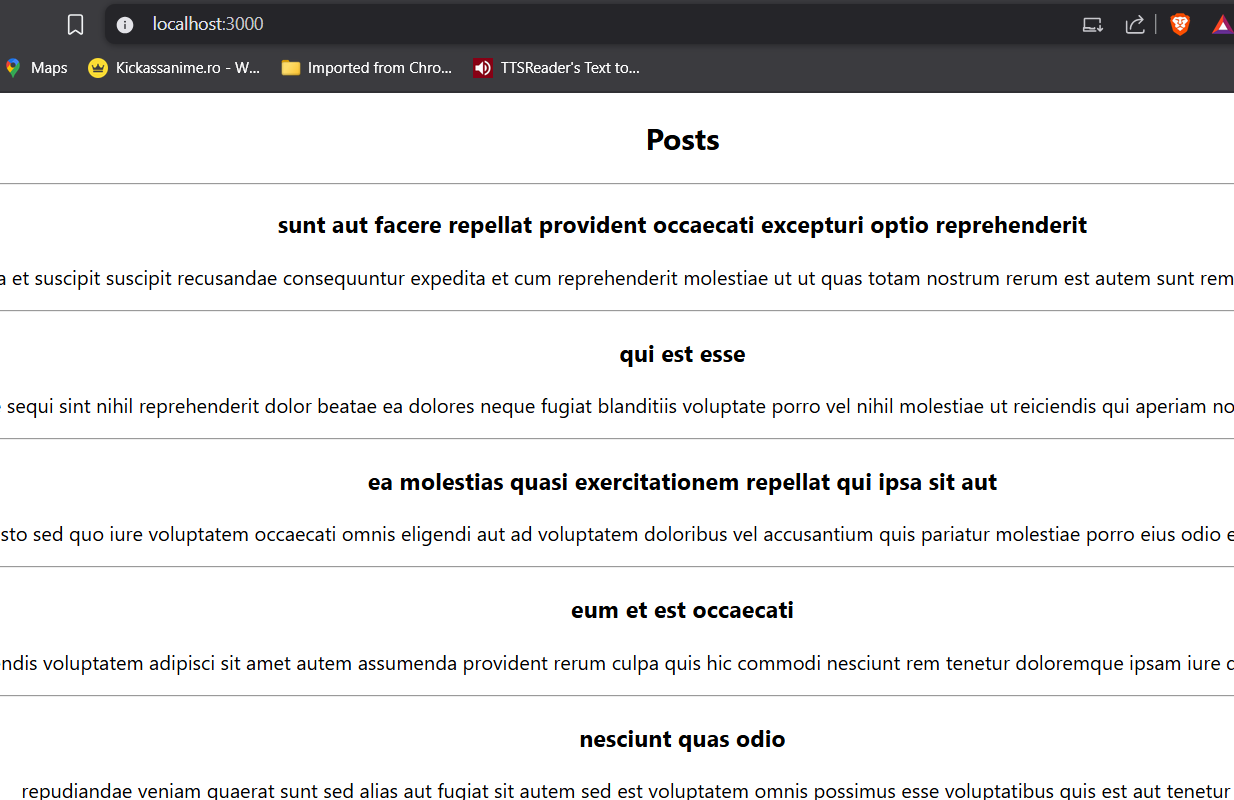 localhost:3000
Maps Kickassanime.ro - W... Imported from Chro... TTSReader's Text to...
Posts
sunt aut facere repellat provident occaecati excepturi optio reprehenderit
a et suscipit suscipit recusandae consequuntur expedita et cum reprehenderit molestiae ut ut quas totam nostrum rerum est autem sunt rem
qui est esse
sequi sint nihil reprehenderit dolor beatae ea dolores neque fugiat blanditiis voluptate porro vel nihil molestiae ut reiciendis qui aperiam no
ea molestias quasi exercitationem repellat qui ipsa sit aut
sto sed quo iure voluptatem occaecati omnis eligendi aut ad voluptatem doloribus vel accusantium quis pariatur molestiae porro eius odio e
eum et est occaecati
ndis voluptatem adipisci sit amet autem assumenda provident rerum culpa quis hic commodi nesciunt rem tenetur doloremque ipsam iure
nesciunt quas odio
repudiandae veniam quaerat sunt sed alias aut fugiat sit autem sed est voluptatem omnis possimus esse voluptatibus quis est aut tenetur